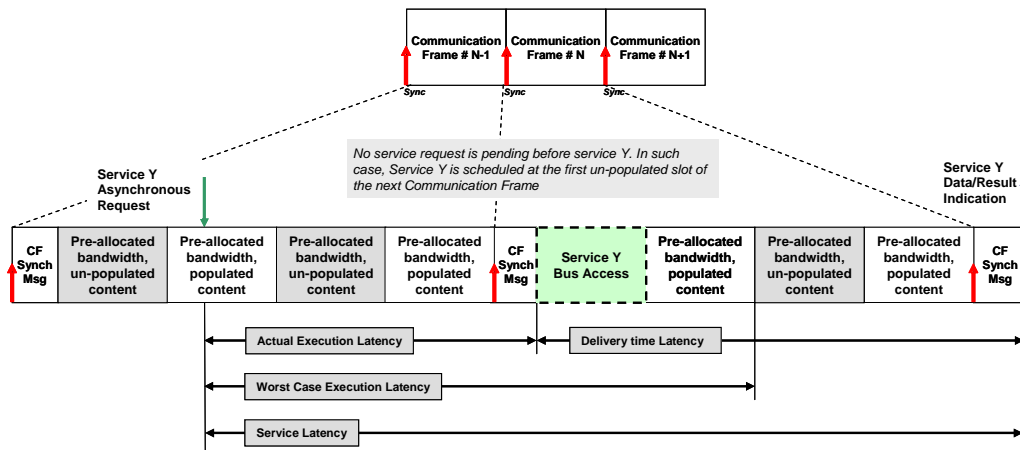 Communication
Frame # N-1
Communication
Frame # N
Communication
Frame # N+1
Sync
Sync
Sync
No service request is pending before service Y. In such
case, Service Y is scheduled at the first un-populated slot of
the next Communication Frame
Service Y
Asynchronous
Request
Service Y
Data/Result
Indication
CF
Synch
Msg
Pre-allocated
bandwidth,
un-populated
content
Pre-allocated
bandwidth,
populated
content
Pre-allocated
bandwidth,
un-populated
content
Pre-allocated
bandwidth,
populated
content
CF
Synch
Msg
Service Y
Bus Access
Pre-allocated
bandwidth,
populated
content
Pre-allocated
bandwidth,
un-populated
content
Pre-allocated
bandwidth,
populated
content
CF
Synch
Msg
Actual Execution Latency
Delivery time Latency
Worst Case Execution Latency
Service Latency